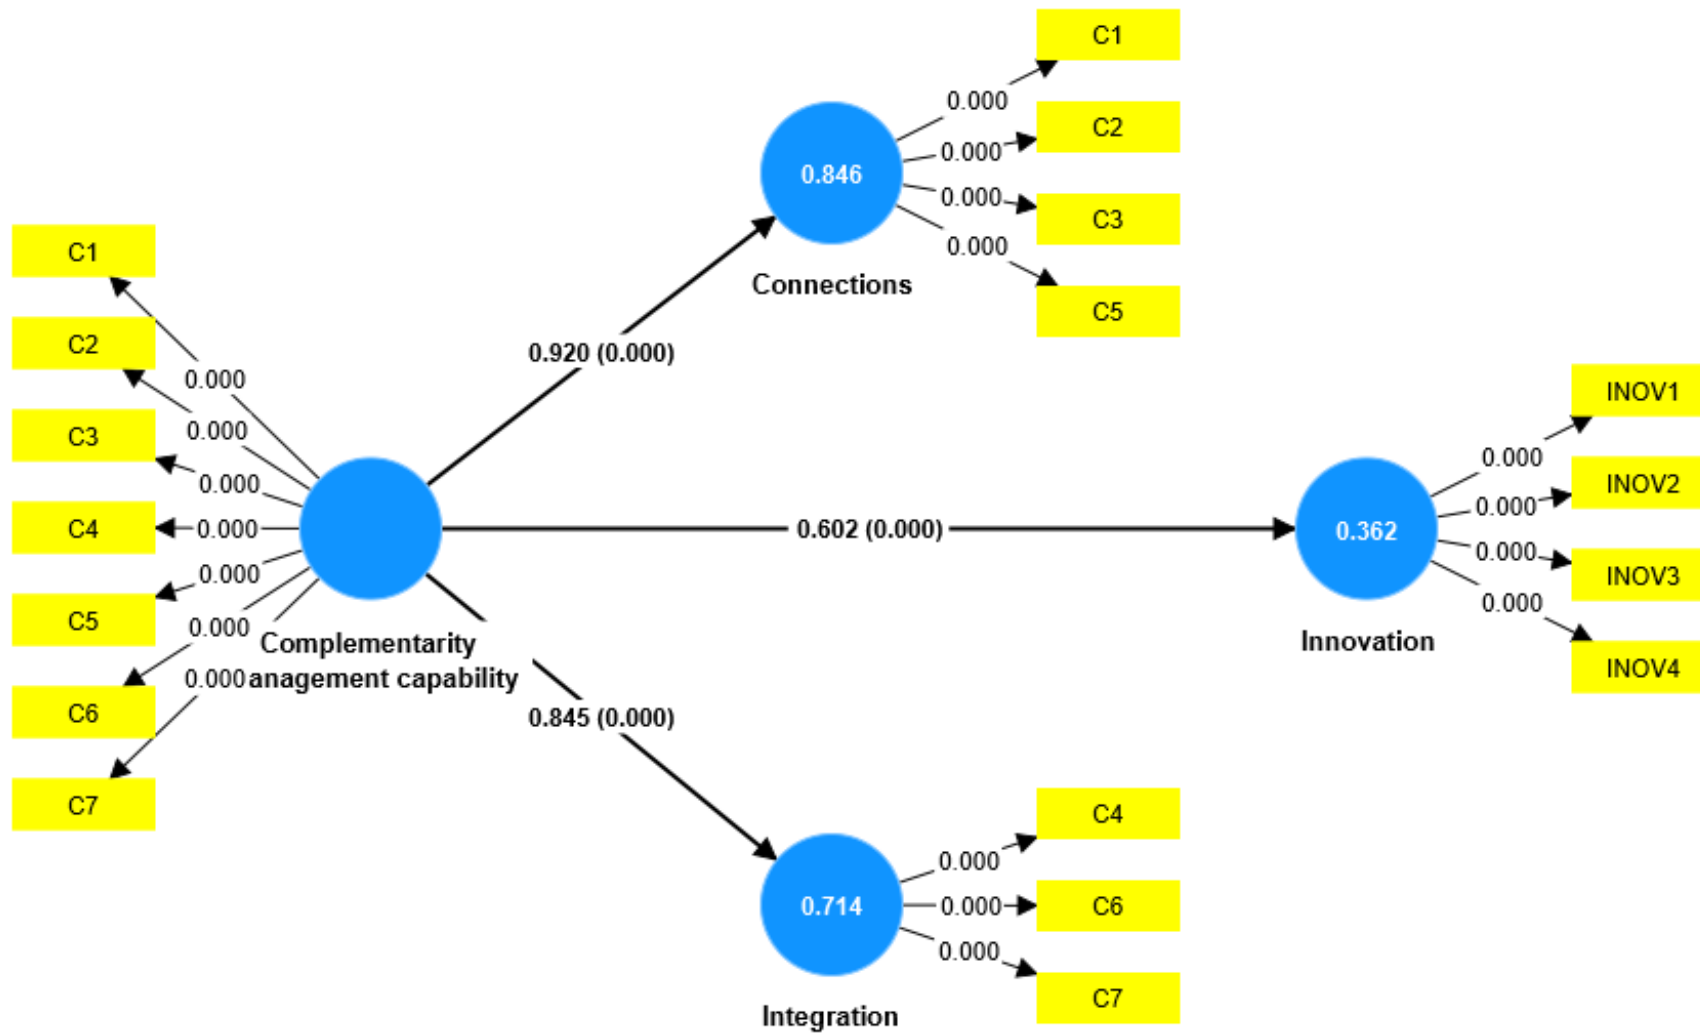 C1
C2
C3
C4
C5
C6
C7
0.000
0.000
0.000
0.000
0.000
0.000
0.000
Complementarity
anagement capability
0.920 (0.000)
0.602 (0.000)
0.845 (0.000)
0.846
Connections
0.000
0.000
0.000
0.000
C1
C2
C3
C5
0.362
Innovation
0.000
0.000
0.000
0.000
INOV1
INOV2
INOV3
INOV4
0.714
Integration
0.000
0.000
0.000
C4
C6
C7